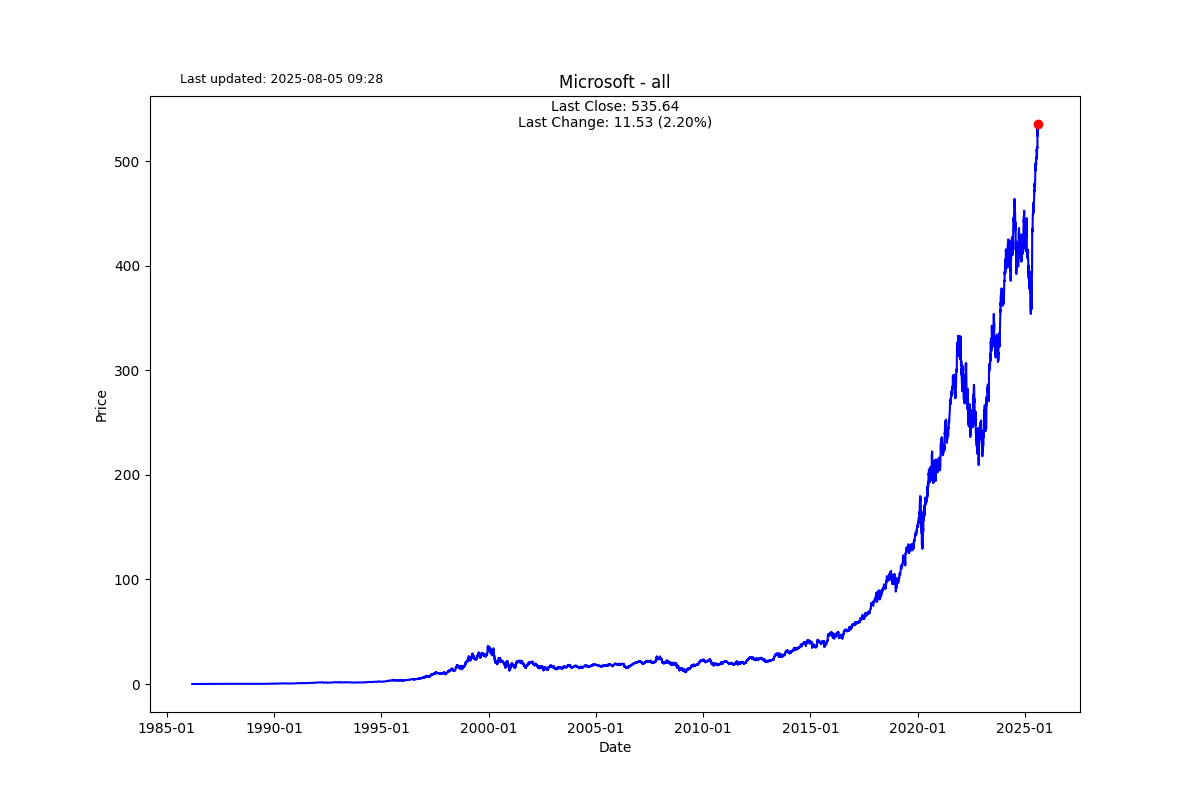 Last updated: 2025-08-05 09:28
Microsoft - all
Last Close: 535.64
Last Change: 11.53 (2.20%)
500
400
300
200
100
0
Price
1985-01 1990-01 1995-01 2000-01 2005-01 2010-01 2015-01 2020-01 2025-01
Date